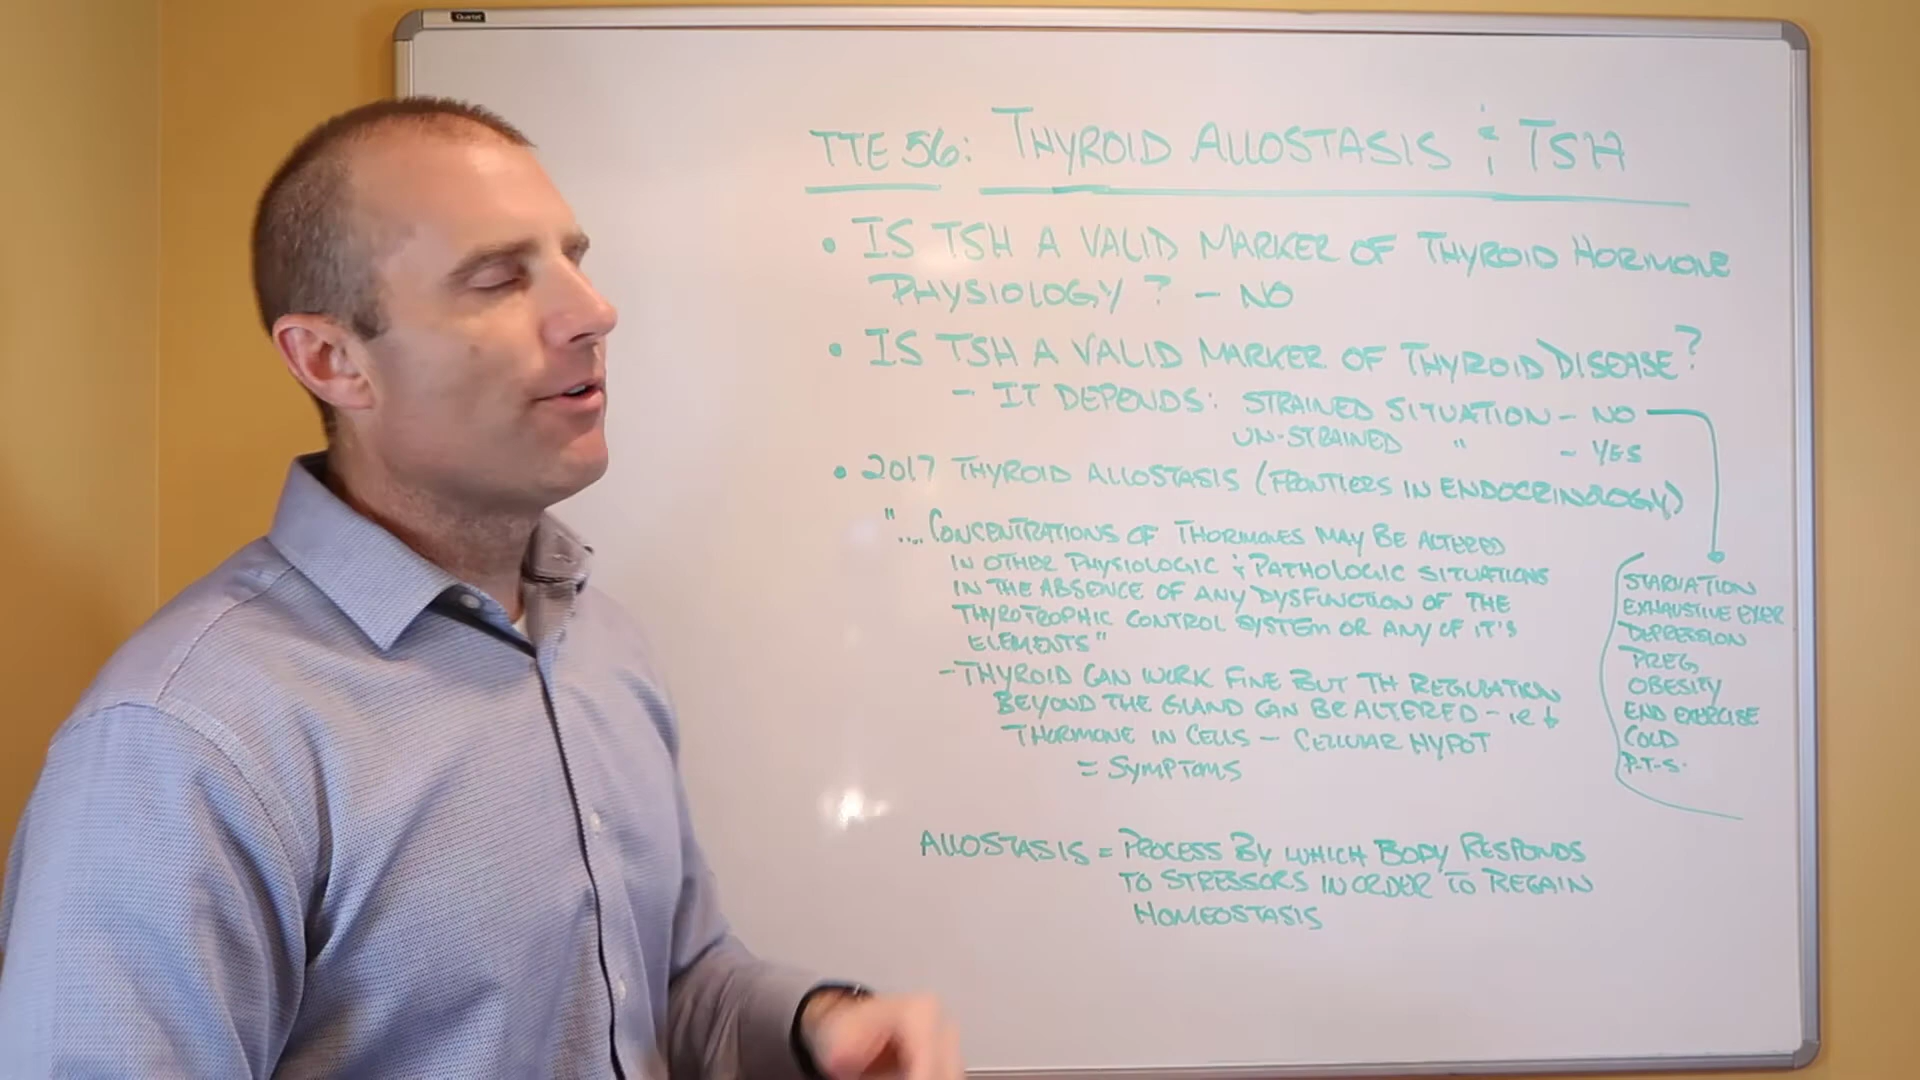 Quartet
TTE 56: THYROID ALLOSTASIS & TSH
• IS TSH A VALID MARKER OF THYROID HORMONE
PHYSIOLOGY? - NO
• IS TSH A VALID MARKER OF THYROID DISEASE?
- IT DEPENDS: STRAINED SITUATION - NO
UN-STRAINED " - YES
• 2017 THYROID ALLOSTASIS (FRONTIERS IN ENDOCRINOLOGY)
"... CONCENTRATIONS OF THORMONES MAY BE ALTERED
IN OTHER PHYSIOLOGIC & PATHOLOGIC SITUATIONS
IN THE ABSENCE OF ANY DYSFUNCTION OF THE
THYROTROPHIC CONTROL SYSTEM OR ANY OF IT'S
ELEMENTS"
- THYROID CAN WORK FINE BUT TH REGULATION
BEYOND THE GLAND CAN BE ALTERED - ie ↓
THORMONE IN CELLS - CELLULAR HYPOT
= SYMPTOMS
STARVATION
EXHAUSTIVE EXER
DEPRESSION
PREG
OBESITY
END EXERCISE
COLD
P.T.S.
ALLOSTASIS = PROCESS BY WHICH BODY RESPONDS
TO STRESSORS IN ORDER TO REGAIN
HOMEOSTASIS